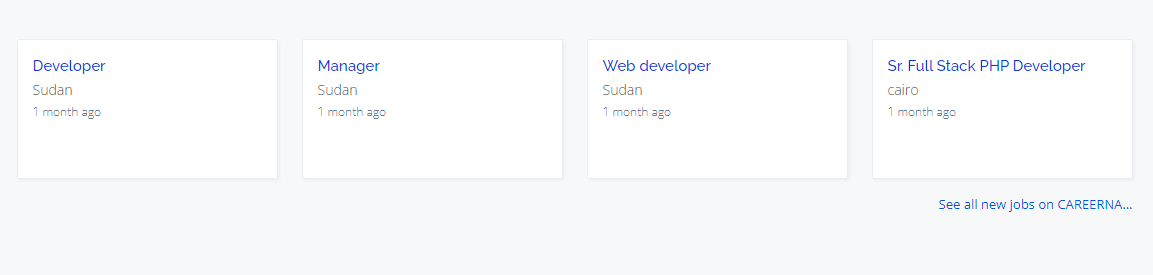 Developer
Sudan
1 month ago
Manager
Sudan
1 month ago
Web developer
Sudan
1 month ago
Sr. Full Stack PHP Developer
cairo
1 month ago
See all new jobs on CAREERNA...